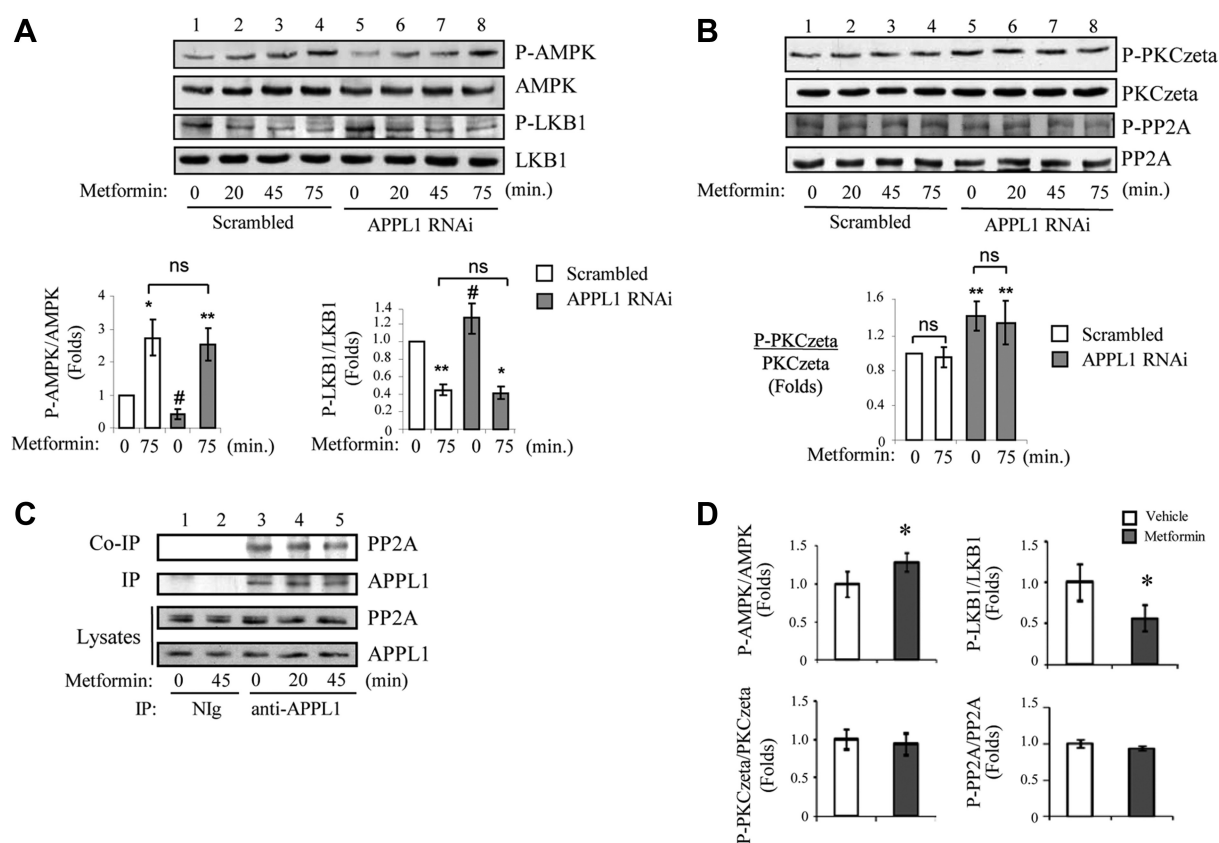 A
1 2 3 4 5 6 7 8
P-AMPK
AMPK
P-LKB1
LKB1
Metformin: 0 20 45 75 0 20 45 75 (min.)
Scrambled APPL1 RNAi
ns
4
3
2
1
0
* # **
P-AMPK/AMPK
(Folds)
Metformin: 0 75 0 75 (min.)
ns
1.4
1.2
1
0.8
0.6
0.4
0.2
0
** # *
P-LKB1/LKB1
(Folds)
Metformin: 0 75 0 75 (min.)
Scrambled
APPL1 RNAi
B
1 2 3 4 5 6 7 8
P-PKCzeta
PKCzeta
P-PP2A
PP2A
Metformin: 0 20 45 75 0 20 45 75 (min.)
Scrambled APPL1 RNAi
ns
ns
** **
1.6
1.2
0.8
0.4
0
P-PKCzeta
PKCzeta
(Folds)
Metformin: 0 75 0 75 (min.)
Scrambled
APPL1 RNAi
C
1 2 3 4 5
Co-IP PP2A
IP APPL1
Lysates
PP2A
APPL1
Metformin: 0 45 0 20 45 (min)
IP: NIg anti-APPL1
D
Vehicle
Metformin
P-AMPK/AMPK
(Folds)
1.5
1.0
0.5
0
*
P-LKB1/LKB1
(Folds)
1.5
1.0
0.5
0
*
P-PKCzeta/PKCzeta
(Folds)
1.5
1.0
0.5
0
P-PP2A/PP2A
(Folds)
1.5
1.0
0.5
0